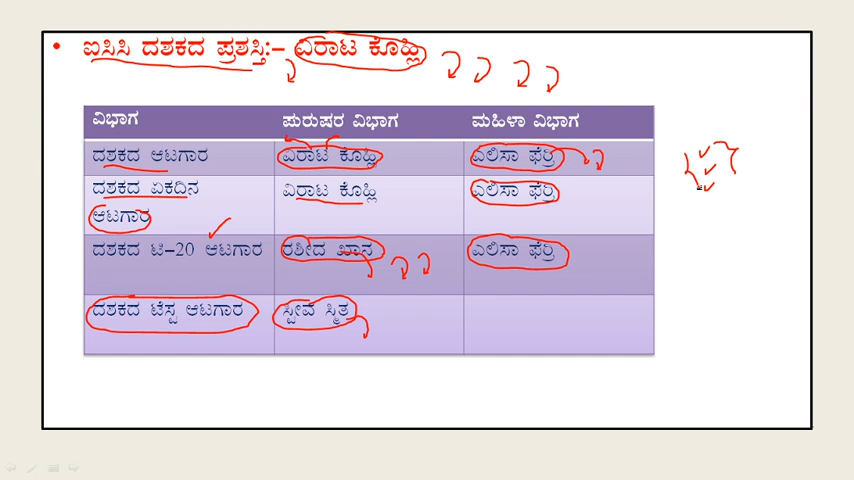 • ಐಸಿಸಿ ದಶಕದ ಪ್ರಶಸ್ತಿ:– ವಿರಾಟ ಕೊಹ್ಲಿ
ವಿಭಾಗ ಪುರುಷರ ವಿಭಾಗ ಮಹಿಳಾ ವಿಭಾಗ
ದಶಕದ ಆಟಗಾರ ವಿರಾಟ ಕೊಹ್ಲಿ ಎಲಿಸಾ ಫೆರ್ರಿ
ದಶಕದ ಏಕದಿನ ವಿರಾಟ ಕೊಹ್ಲಿ ಎಲಿಸಾ ಫೆರ್ರಿ
ಆಟಗಾರ
ದಶಕದ ಟಿ–20 ಆಟಗಾರ ರಶೀದ ಖಾನ ಎಲಿಸಾ ಫೆರ್ರಿ
ದಶಕದ ಟೆಸ್ಟ ಆಟಗಾರ ಸ್ಟೀವ ಸ್ಮಿತ